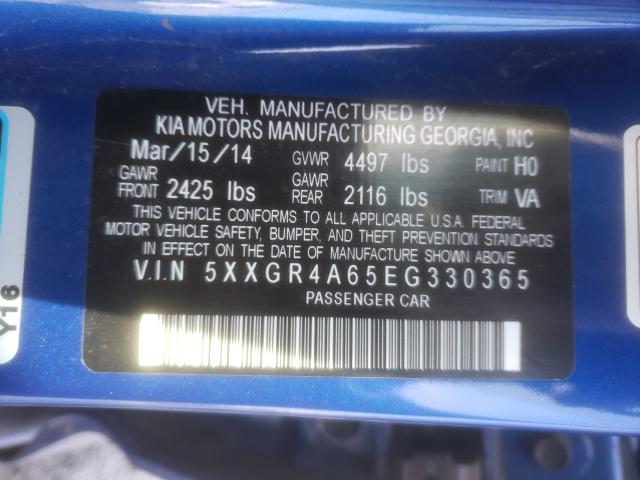 VEH. MANUFACTURED BY
KIA MOTORS MANUFACTURING GEORGIA, INC
Mar/15/14 GVWR 4497 lbs PAINT H0
GAWR FRONT 2425 lbs GAWR REAR 2116 lbs TRIM VA
THIS VEHICLE CONFORMS TO ALL APPLICABLE U.S.A. FEDERAL
MOTOR VEHICLE SAFETY, BUMPER, AND THEFT PREVENTION STANDARDS
IN EFFECT ON THE DATE OF MANUFACTURE SHOWN ABOVE.
V.I.N 5XXGR4A65EG330365
PASSENGER CAR
Y16